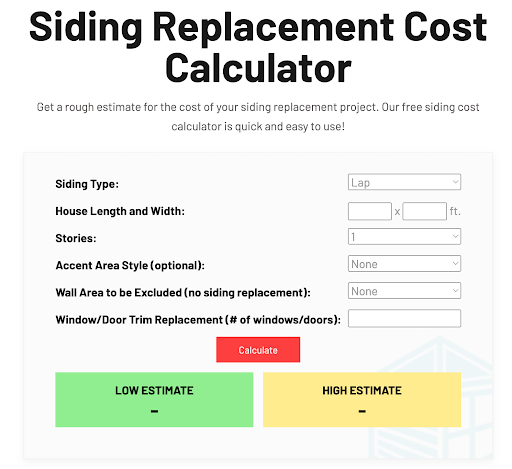 Siding Replacement Cost
Calculator
Get a rough estimate for the cost of your siding replacement project. Our free siding cost
calculator is quick and easy to use!
Siding Type: Lap
House Length and Width: x ft.
Stories: 1
Accent Area Style (optional): None
Wall Area to be Excluded (no siding replacement): None
Window/Door Trim Replacement (# of windows/doors):
Calculate
LOW ESTIMATE HIGH ESTIMATE
– –